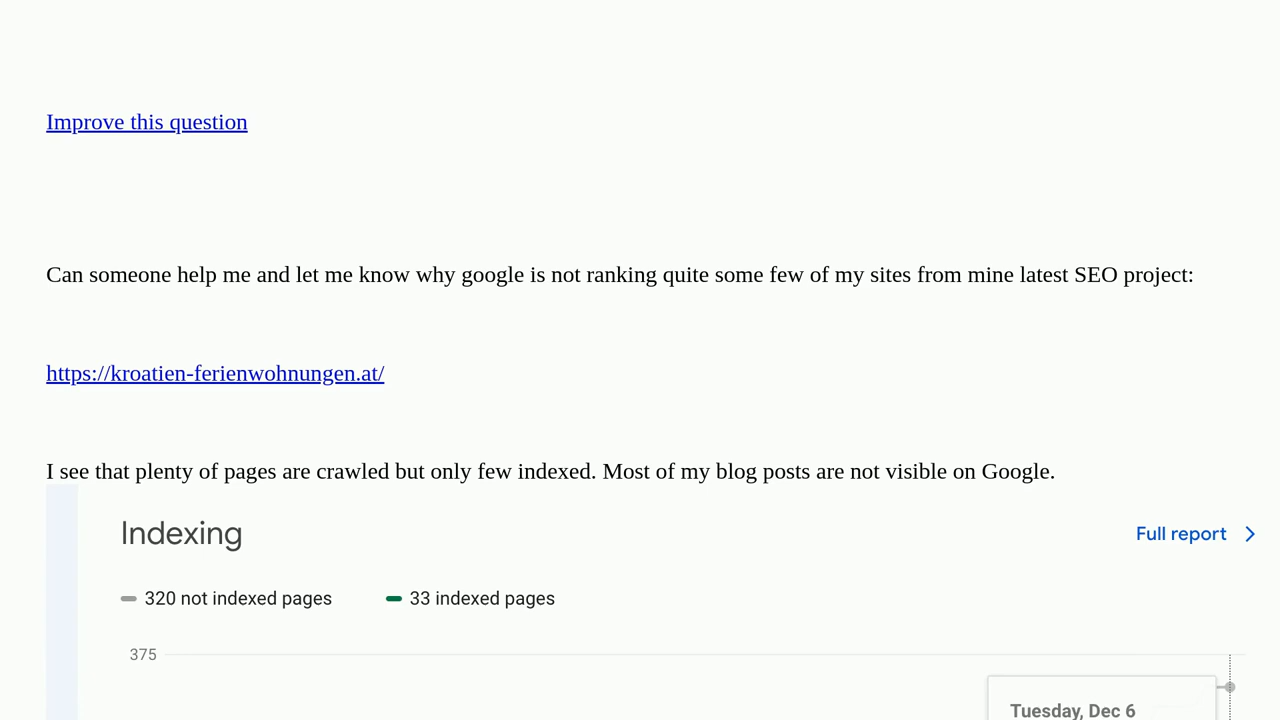 Improve this question
Can someone help me and let me know why google is not ranking quite some few of my sites from mine latest SEO project:
https://kroatien-ferienwohnungen.at/
I see that plenty of pages are crawled but only few indexed. Most of my blog posts are not visible on Google.
Indexing
Full report
320 not indexed pages
33 indexed pages
375
Tuesday, Dec 6